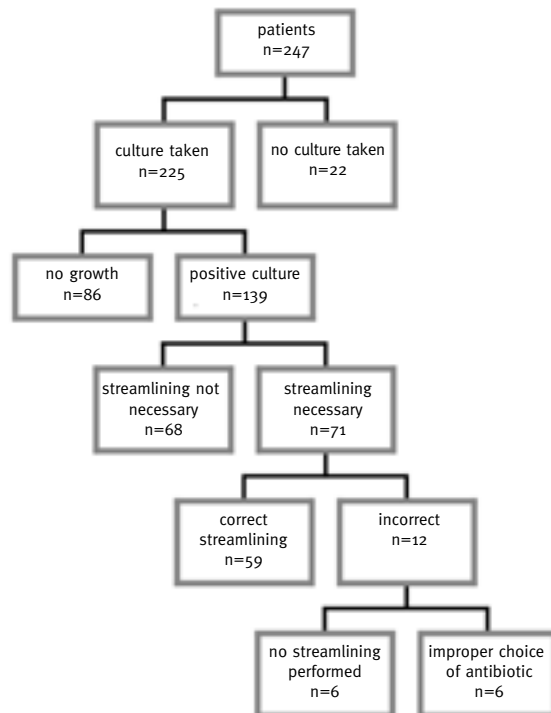 patients
n=247
culture taken
n=225
no culture taken
n=22
no growth
n=86
positive culture
n=139
streamlining not
necessary
n=68
streamlining
necessary
n=71
correct
streamlining
n=59
incorrect
n=12
no streamlining
performed
n=6
improper choice
of antibiotic
n=6